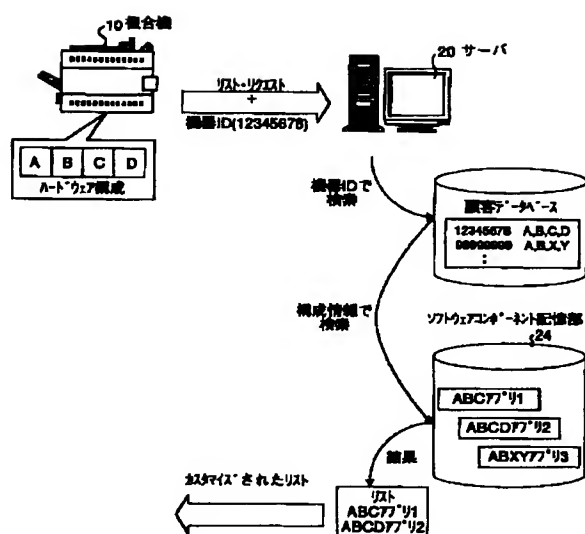 10 複合機
A B C D
ハードウェア構成
リスト・リクエスト
+
機器ID(12345678)
20 サーバ
機器IDで
検索
顧客データベース
12345678 A,B,C,D
99999999 A,B,X,Y
:
構成情報で
検索
ソフトウェアコンポーネント記憶部
24
ABCアプリ1
ABCDアプリ2
ABXYアプリ3
結果
カスタマイズされたリスト
リスト
ABCアプリ1
ABCDアプリ2